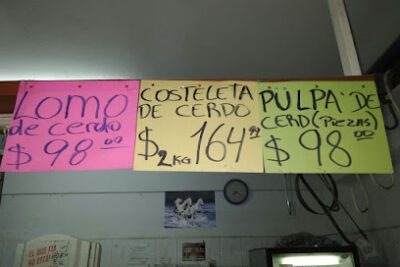 LOMO
de cerdo
$98.00
COSTELETA
DE CERDO
$ 2KG 164.99
PULPA DE
CERD(PIEZAS)
$98.00